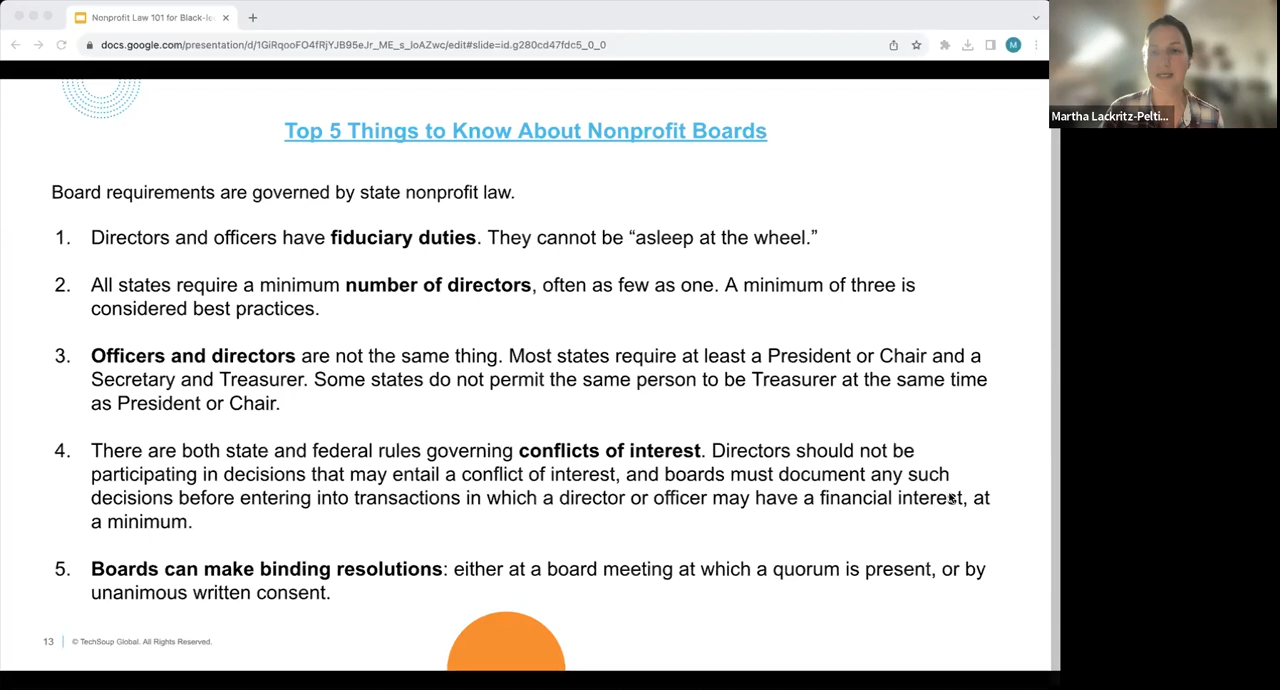 Nonprofit Law 101 for Black-le
docs.google.com/presentation/d/1GiRqooFO4fRjYJB95eJr_ME_s_loAZwc/edit#slide=id.g280cd47fdc5_0_0
M
Martha Lackritz-Pelti...
Top 5 Things to Know About Nonprofit Boards
Board requirements are governed by state nonprofit law.
1. Directors and officers have fiduciary duties. They cannot be “asleep at the wheel.”
2. All states require a minimum number of directors, often as few as one. A minimum of three is
considered best practices.
3. Officers and directors are not the same thing. Most states require at least a President or Chair and a
Secretary and Treasurer. Some states do not permit the same person to be Treasurer at the same time
as President or Chair.
4. There are both state and federal rules governing conflicts of interest. Directors should not be
participating in decisions that may entail a conflict of interest, and boards must document any such
decisions before entering into transactions in which a director or officer may have a financial interest, at
a minimum.
5. Boards can make binding resolutions: either at a board meeting at which a quorum is present, or by
unanimous written consent.
13
© TechSoup Global. All Rights Reserved.